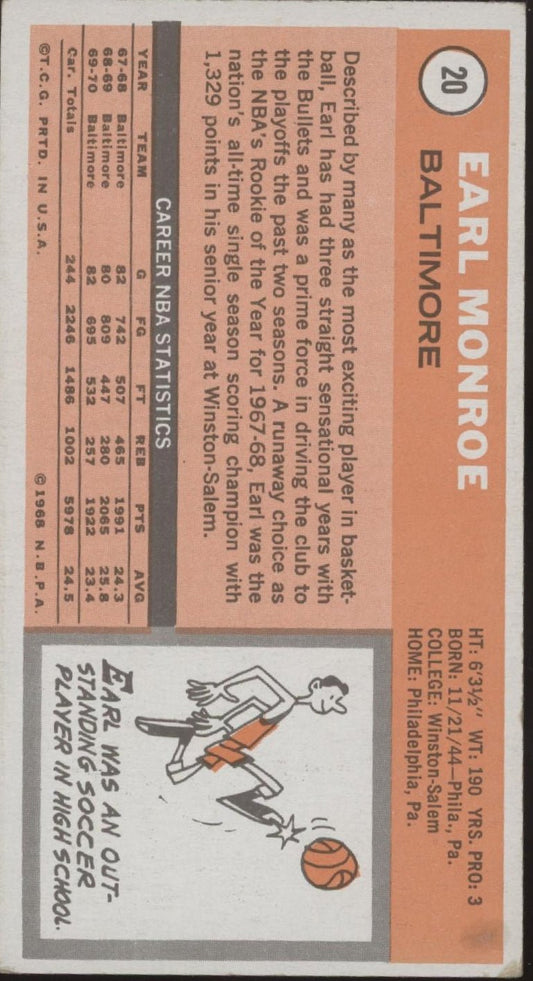 20
EARL MONROE
BALTIMORE
HT: 6'3½" WT: 190 YRS. PRO: 3
BORN: 11/21/44—Phila., Pa.
COLLEGE: Winston-Salem
HOME: Philadelphia, Pa.
Described by many as the most exciting player in basket-
ball, Earl has had three straight sensational years with
the Bullets and was a prime force in driving the club to
the playoffs the past two seasons. A runaway choice as
the NBA's Rookie of the Year for 1967-68, Earl was the
nation's all-time single season scoring champion with
1,329 points in his senior year at Winston-Salem.
CAREER NBA STATISTICS
YEAR TEAM G FG FT REB PTS AVG
67-68 Baltimore 82 742 507 465 1991 24.3
68-69 Baltimore 80 809 447 280 2065 25.8
69-70 Baltimore 82 695 532 257 1922 23.4
Car. Totals 244 2246 1486 1002 5978 24.5
©T.C.G. PRTD. IN U.S.A. ©1968 N.B.P.A.
EARL WAS AN OUT-
STANDING SOCCER
PLAYER IN HIGH SCHOOL.